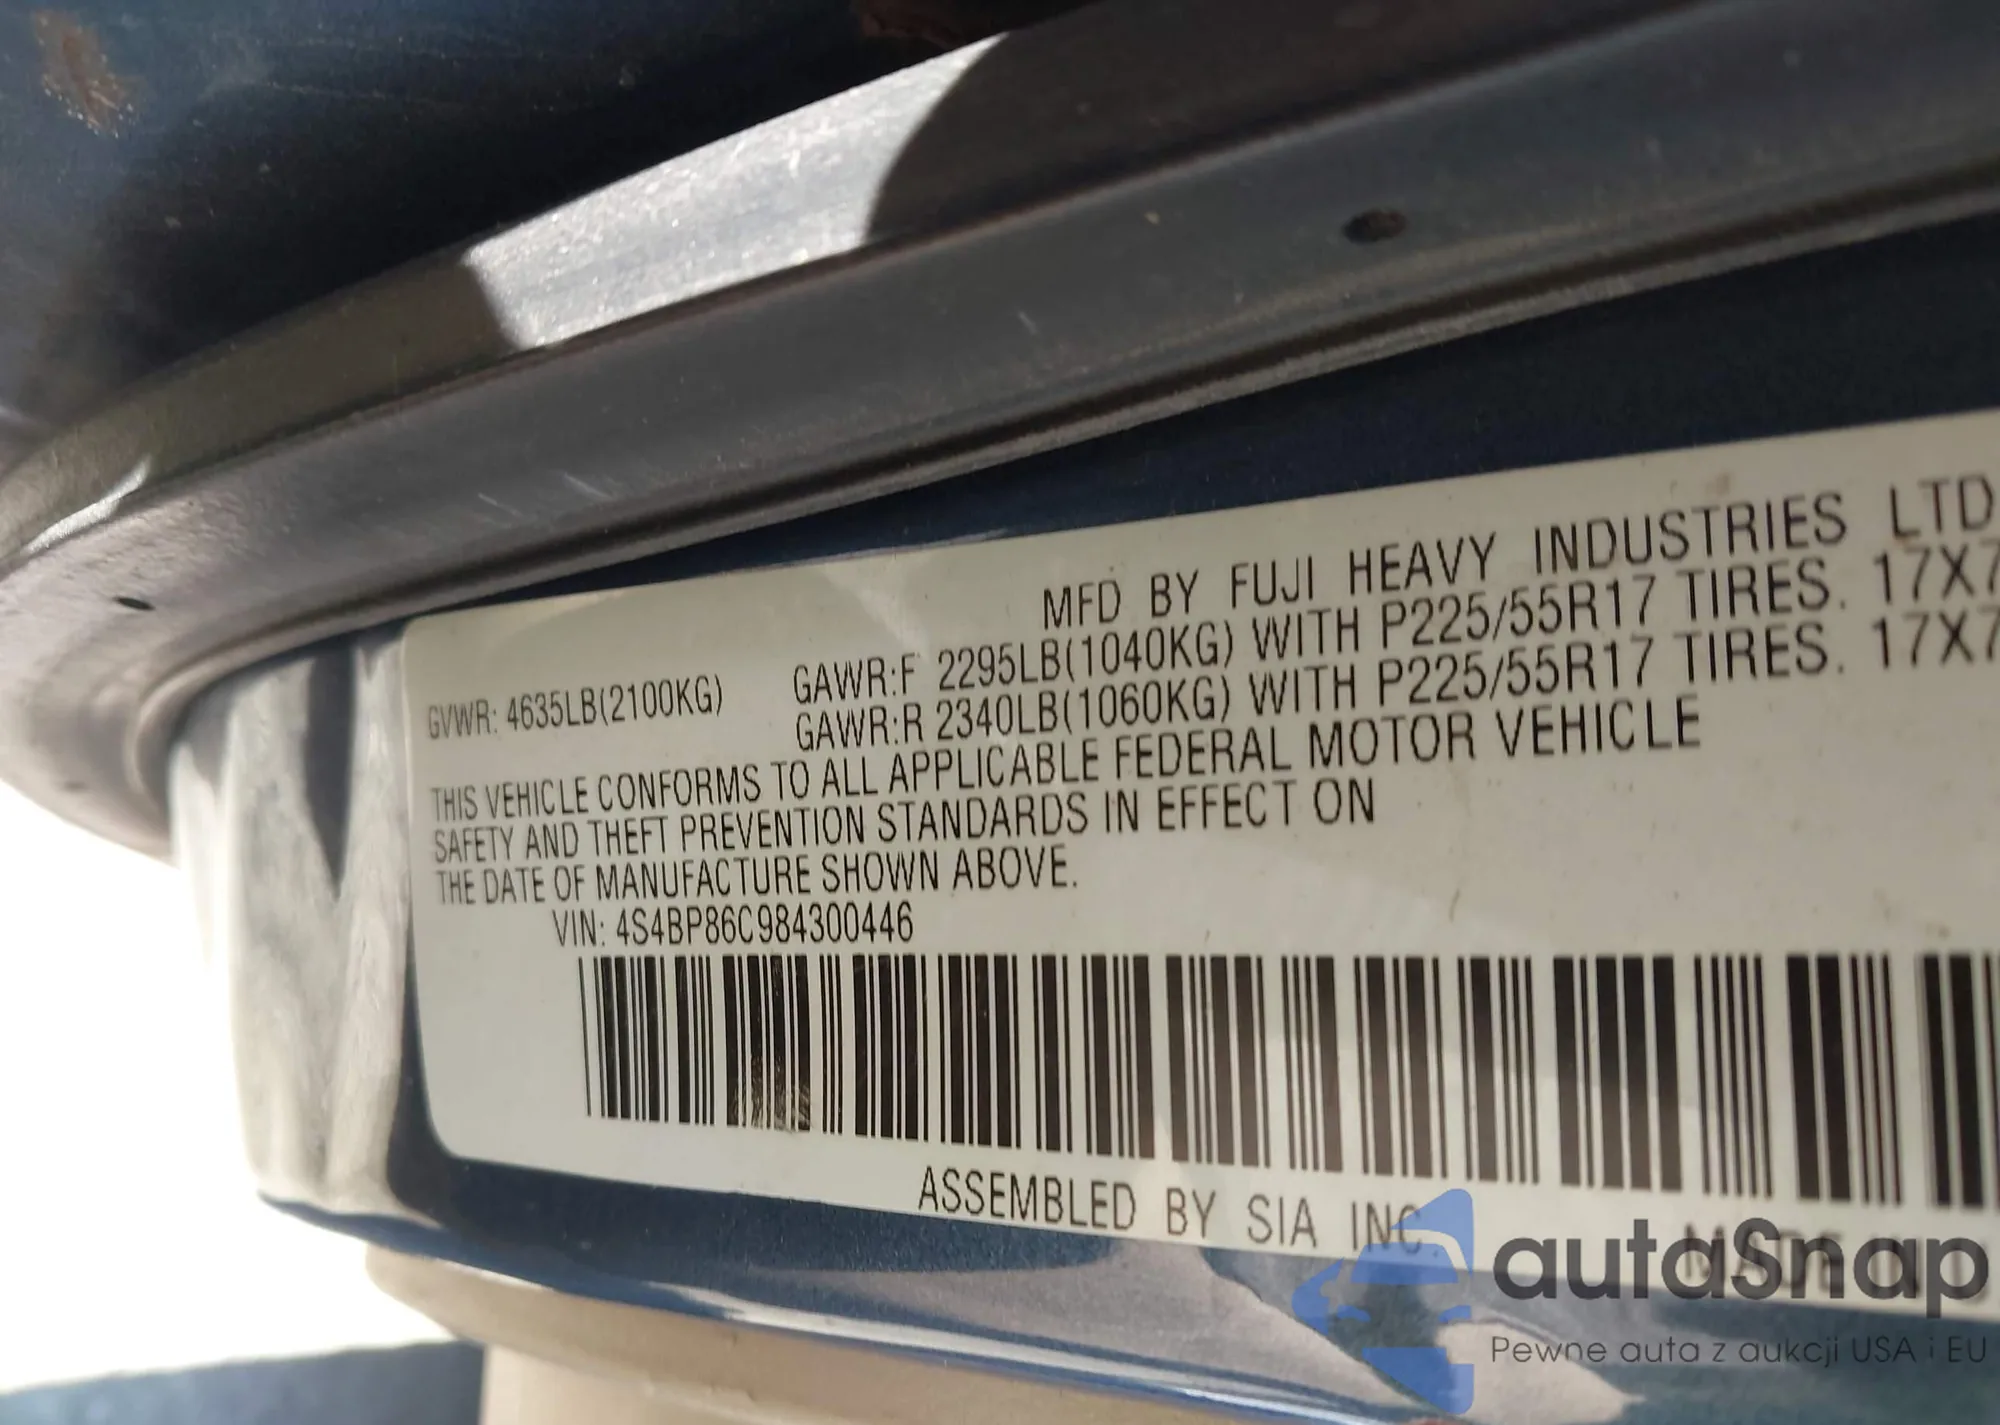 MFD BY FUJI HEAVY INDUSTRIES LTD
GVWR: 4635LB(2100KG) GAWR:F 2295LB(1040KG) WITH P225/55R17 TIRES. 17X7
GAWR:R 2340LB(1060KG) WITH P225/55R17 TIRES. 17X7
THIS VEHICLE CONFORMS TO ALL APPLICABLE FEDERAL MOTOR VEHICLE
SAFETY AND THEFT PREVENTION STANDARDS IN EFFECT ON
THE DATE OF MANUFACTURE SHOWN ABOVE.
VIN: 4S4BP86C984300446
ASSEMBLED BY SIA INC
MADE IN
autoSnap
Pewne auta z aukcji USA i EU